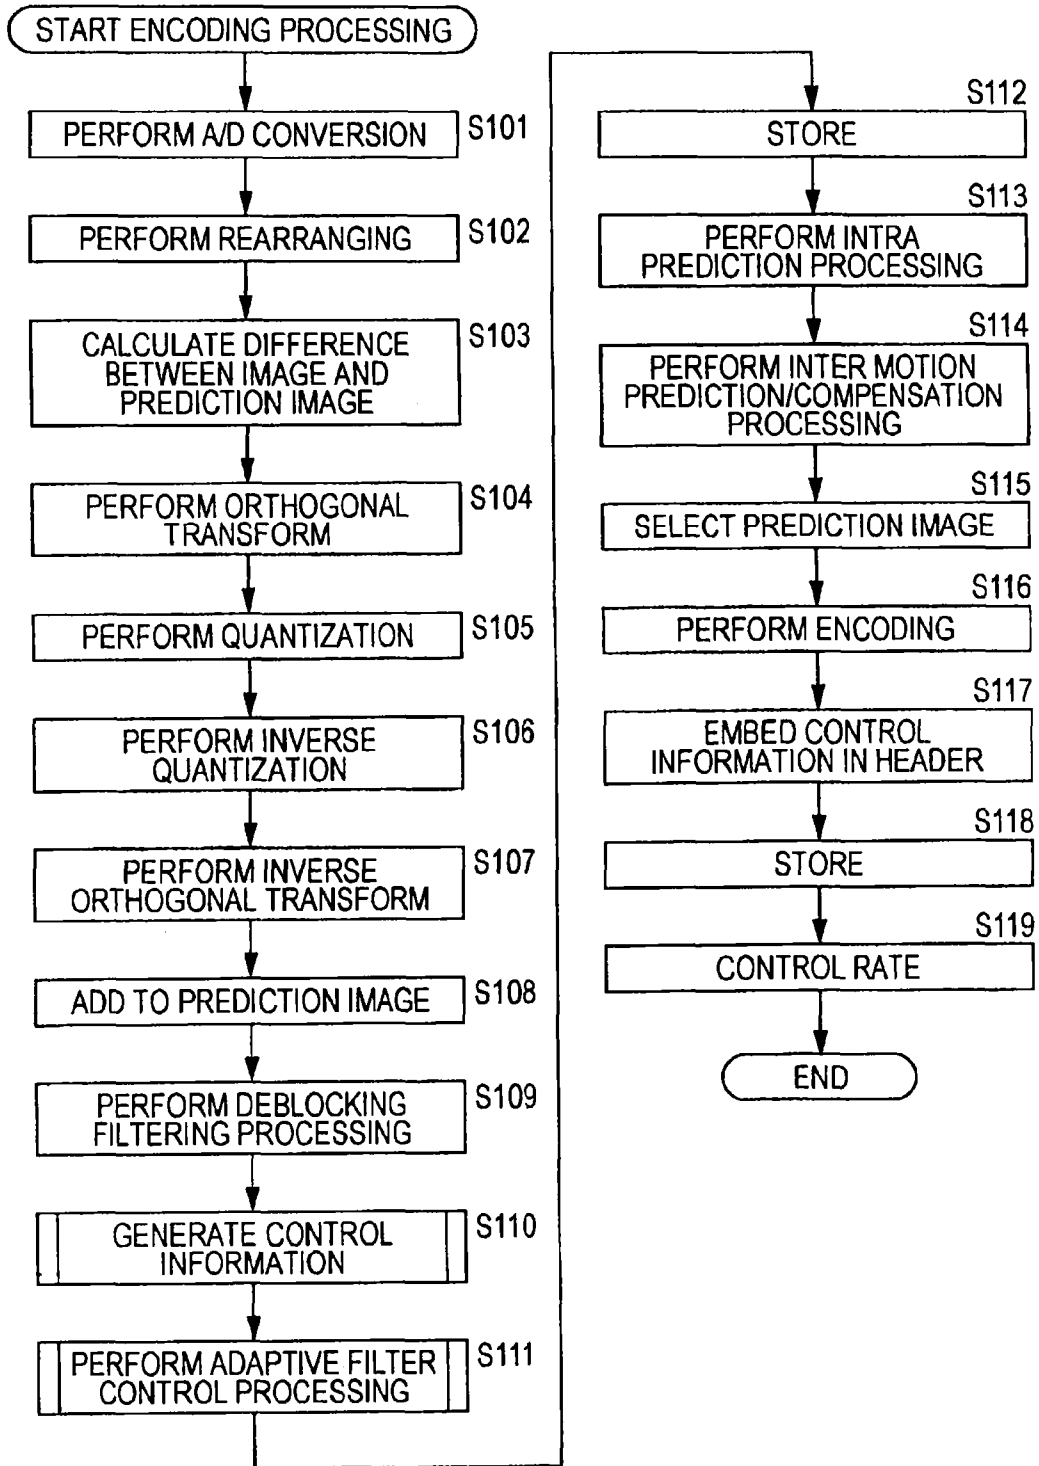 START ENCODING PROCESSING
PERFORM A/D CONVERSION
S101
PERFORM REARRANGING
S102
CALCULATE DIFFERENCE
BETWEEN IMAGE AND
PREDICTION IMAGE
S103
PERFORM ORTHOGONAL
TRANSFORM
S104
PERFORM QUANTIZATION
S105
PERFORM INVERSE
QUANTIZATION
S106
PERFORM INVERSE
ORTHOGONAL TRANSFORM
S107
ADD TO PREDICTION IMAGE
S108
PERFORM DEBLOCKING
FILTERING PROCESSING
S109
GENERATE CONTROL
INFORMATION
S110
PERFORM ADAPTIVE FILTER
CONTROL PROCESSING
S111
S112
STORE
S113
PERFORM INTRA
PREDICTION PROCESSING
S114
PERFORM INTER MOTION
PREDICTION/COMPENSATION
PROCESSING
S115
SELECT PREDICTION IMAGE
S116
PERFORM ENCODING
S117
EMBED CONTROL
INFORMATION IN HEADER
S118
STORE
S119
CONTROL RATE
END